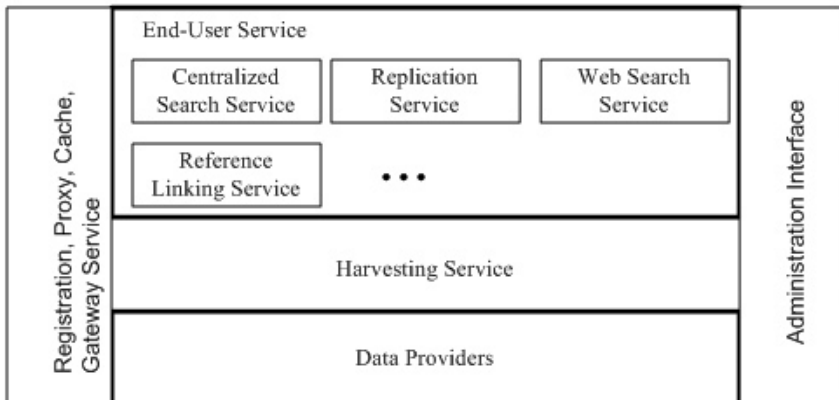 End-User Service
Centralized
Search Service
Replication
Service
Web Search
Service
Reference
Linking Service
...
Harvesting Service
Data Providers
Registration, Proxy, Cache,
Gateway Service
Administration Interface